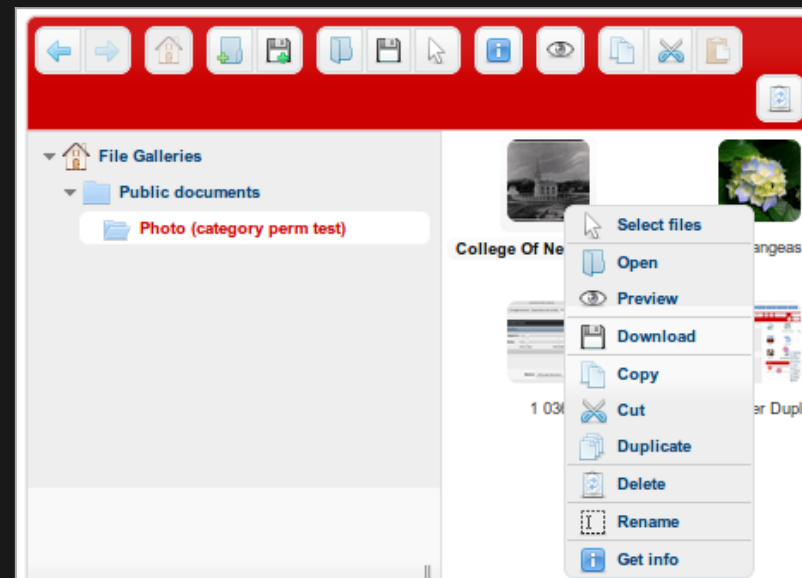 File Galleries
Public documents
Photo (category perm test)
College Of Ne
angeas
Select files
Open
Preview
Download
Copy
Cut
Duplicate
Delete
Rename
Get info
1 036
er Dupl